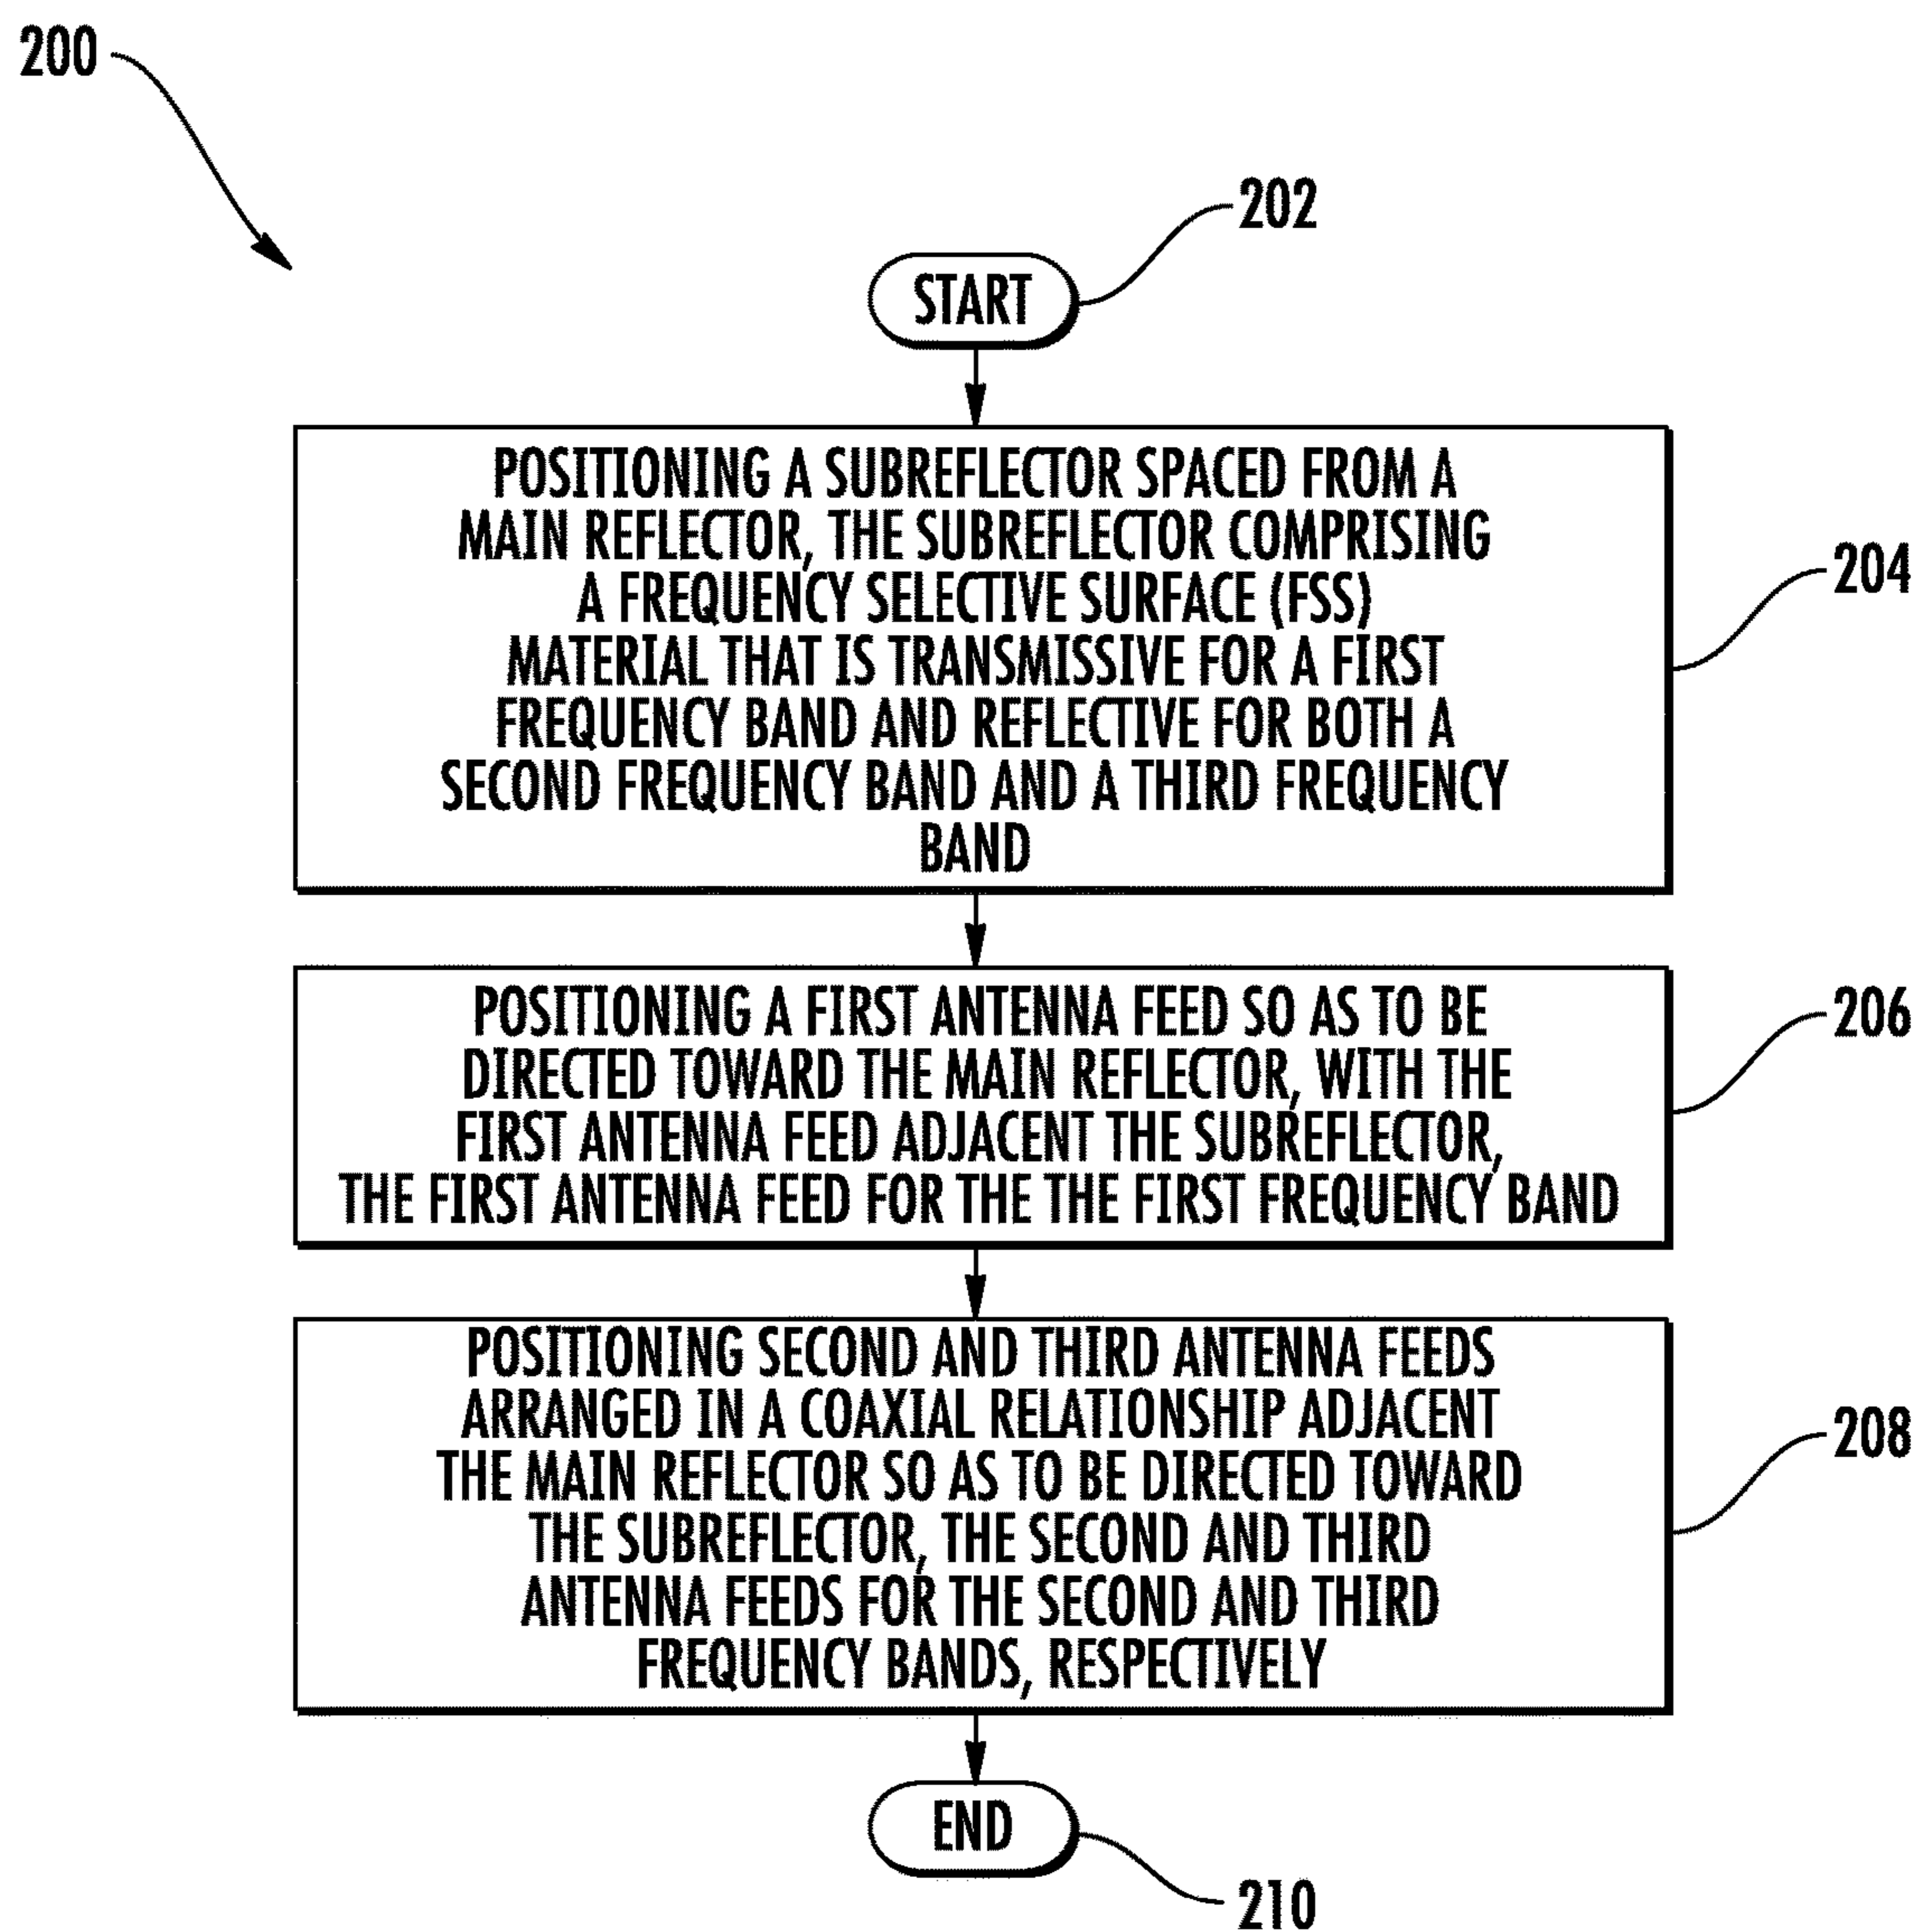 200
202
START
POSITIONING A SUBREFLECTOR SPACED FROM A
MAIN REFLECTOR, THE SUBREFLECTOR COMPRISING
A FREQUENCY SELECTIVE SURFACE (FSS)
MATERIAL THAT IS TRANSMISSIVE FOR A FIRST
FREQUENCY BAND AND REFLECTIVE FOR BOTH A
SECOND FREQUENCY BAND AND A THIRD FREQUENCY
BAND
204
POSITIONING A FIRST ANTENNA FEED SO AS TO BE
DIRECTED TOWARD THE MAIN REFLECTOR, WITH THE
FIRST ANTENNA FEED ADJACENT THE SUBREFLECTOR,
THE FIRST ANTENNA FEED FOR THE THE FIRST FREQUENCY BAND
206
POSITIONING SECOND AND THIRD ANTENNA FEEDS
ARRANGED IN A COAXIAL RELATIONSHIP ADJACENT
THE MAIN REFLECTOR SO AS TO BE DIRECTED TOWARD
THE SUBREFLECTOR, THE SECOND AND THIRD
ANTENNA FEEDS FOR THE SECOND AND THIRD
FREQUENCY BANDS, RESPECTIVELY
208
END
210